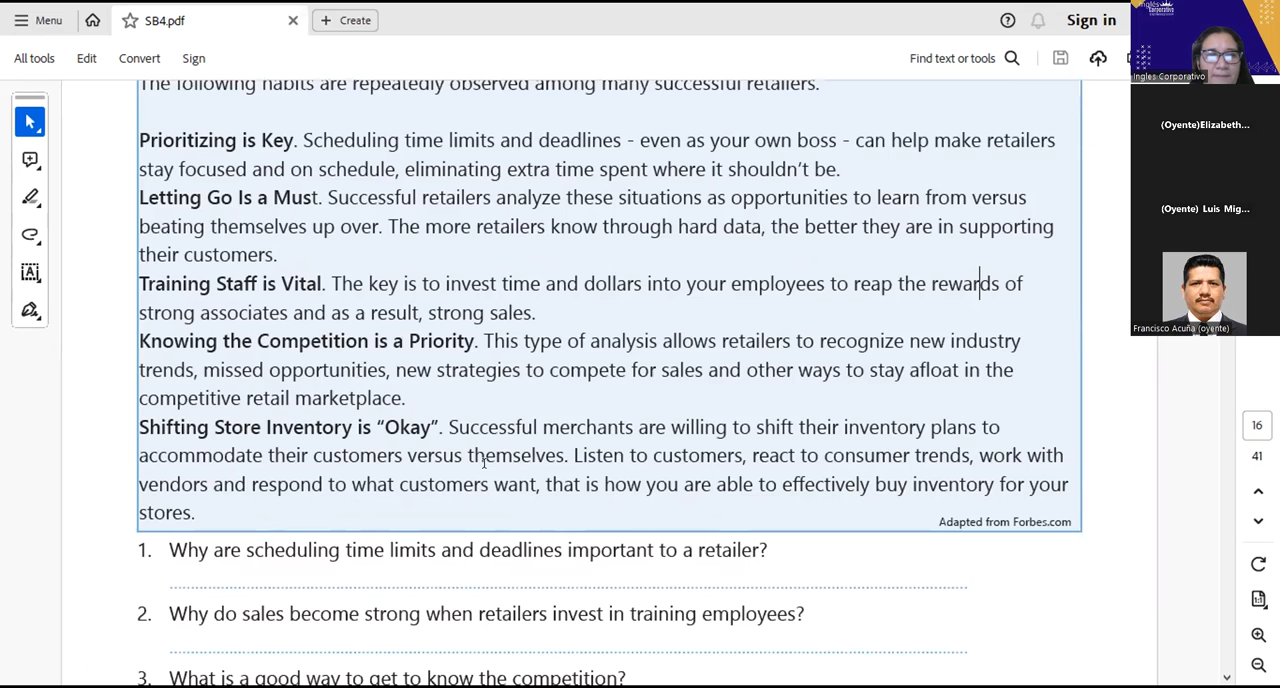 Menu
SB4.pdf
Create
Sign in
All tools
Edit
Convert
Sign
Find text or tools
The following habits are repeatedly observed among many successful retailers.
Prioritizing is Key. Scheduling time limits and deadlines - even as your own boss - can help make retailers
stay focused and on schedule, eliminating extra time spent where it shouldn't be.
Letting Go Is a Must. Successful retailers analyze these situations as opportunities to learn from versus
beating themselves up over. The more retailers know through hard data, the better they are in supporting
their customers.
Training Staff is Vital. The key is to invest time and dollars into your employees to reap the rewards of
strong associates and as a result, strong sales.
Knowing the Competition is a Priority. This type of analysis allows retailers to recognize new industry
trends, missed opportunities, new strategies to compete for sales and other ways to stay afloat in the
competitive retail marketplace.
Shifting Store Inventory is “Okay”. Successful merchants are willing to shift their inventory plans to
accommodate their customers versus themselves. Listen to customers, react to consumer trends, work with
vendors and respond to what customers want, that is how you are able to effectively buy inventory for your
stores.
Adapted from Forbes.com
1. Why are scheduling time limits and deadlines important to a retailer?
2. Why do sales become strong when retailers invest in training employees?
3. What is a good way to get to know the competition?
16
41
Inglés
Corporativo
Ingles Corporativo
(Oyente)Elizabeth...
(Oyente) Luis Mig...
Francisco Acuña (oyente)